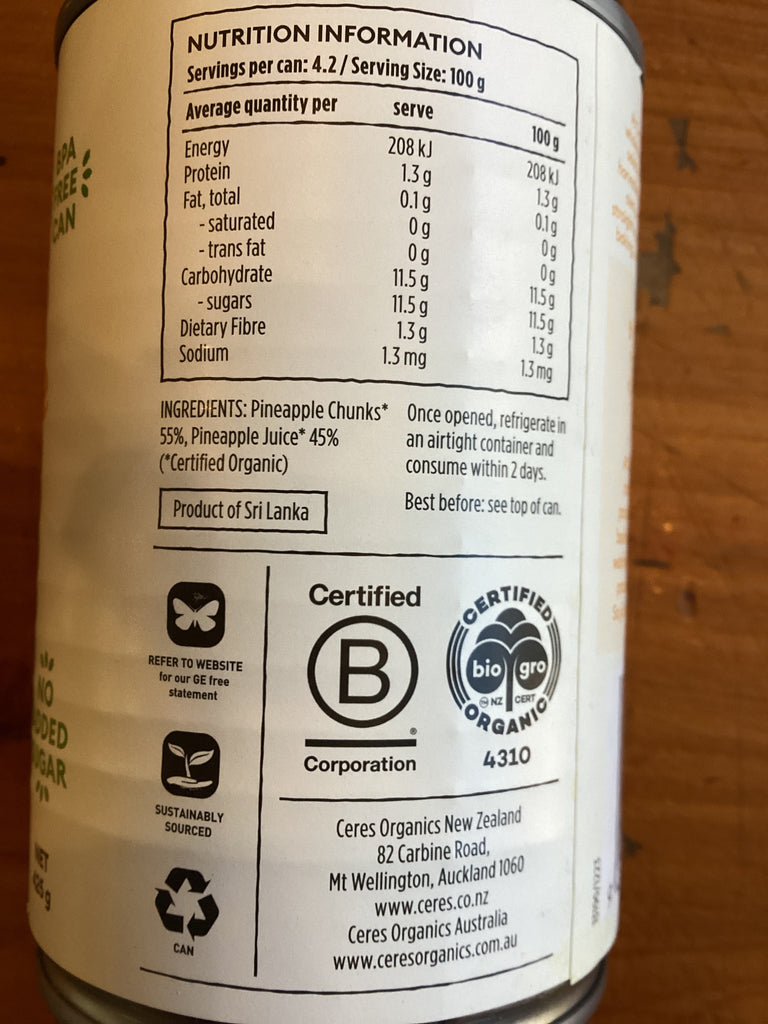 BPA
FREE
CAN
NUTRITION INFORMATION
Servings per can: 4.2 / Serving Size: 100 g
Average quantity per serve 100 g
Energy 208 kJ 208 kJ
Protein 1.3 g 1.3 g
Fat, total 0.1 g 0.1 g
- saturated 0 g 0 g
- trans fat 0 g 0 g
Carbohydrate 11.5 g 11.5 g
- sugars 11.5 g 11.5 g
Dietary Fibre 1.3 g 1.3 g
Sodium 1.3 mg 1.3 mg
INGREDIENTS: Pineapple Chunks*
55%, Pineapple Juice* 45%
(*Certified Organic)
Once opened, refrigerate in
an airtight container and
consume within 2 days.
Best before: see top of can.
Product of Sri Lanka
REFER TO WEBSITE
for our GE free
statement
SUSTAINABLY
SOURCED
CAN
Certified
B
®
Corporation
CERTIFIED
bio gro
TM NZ CERT
ORGANIC
4310
Ceres Organics New Zealand
82 Carbine Road,
Mt Wellington, Auckland 1060
www.ceres.co.nz
Ceres Organics Australia
www.ceresorganics.com.au
NO
ADDED
SUGAR
NET